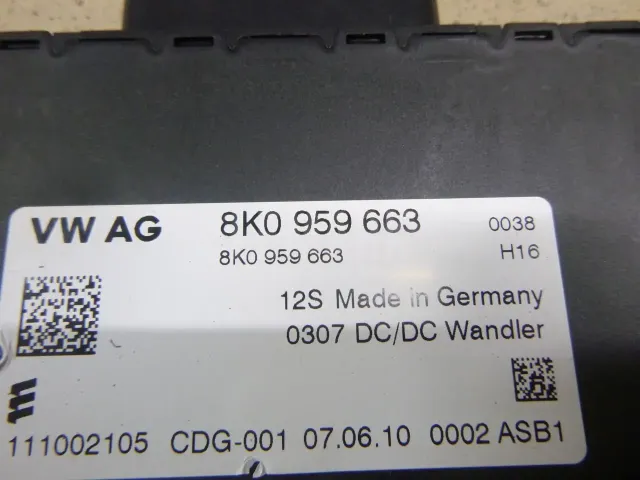 VW AG 8K0 959 663 0038
8K0 959 663 H16
12S Made in Germany
0307 DC/DC Wandler
111002105 CDG-001 07.06.10 0002 ASB1